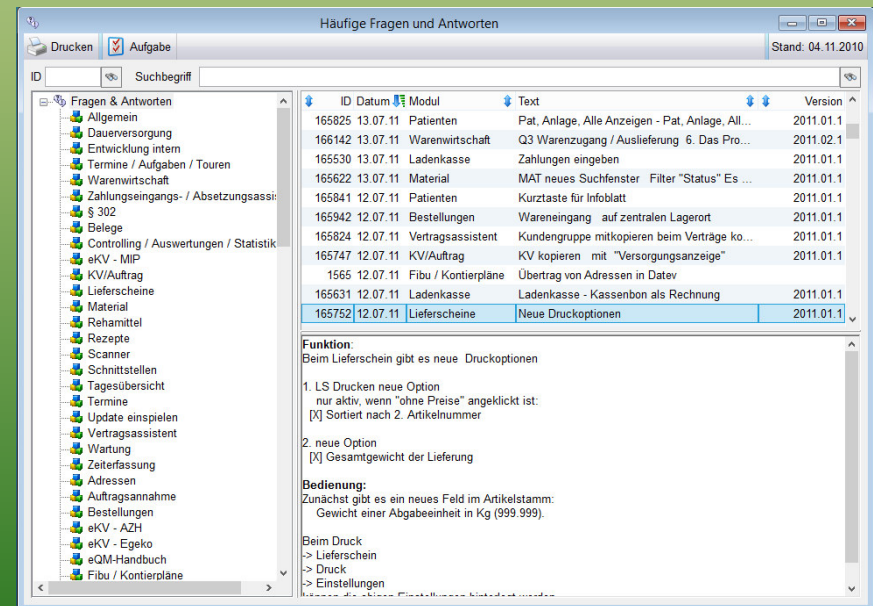 Häufige Fragen und Antworten
Drucken Aufgabe Stand: 04.11.2010
ID Suchbegriff
Fragen & Antworten
Allgemein
Dauerversorgung
Entwicklung intern
Termine / Aufgaben / Touren
Warenwirtschaft
Zahlungseingangs- / Absetzungsassis
§ 302
Belege
Controlling / Auswertungen / Statistik
eKV - MIP
KV/Auftrag
Lieferscheine
Material
Rehamittel
Rezepte
Scanner
Schnittstellen
Tagesübersicht
Termine
Update einspielen
Vertragsassistent
Wartung
Zeiterfassung
Adressen
Auftragsannahme
Bestellungen
eKV - AZH
eKV - Egeko
eQM-Handbuch
Fibu / Kontierpläne
ID Datum Modul Text Version
165825 13.07.11 Patienten Pat, Anlage, Alle Anzeigen - Pat, Anlage, All... 2011.01.1
166142 13.07.11 Warenwirtschaft Q3 Warenzugang / Auslieferung 6. Das Pro... 2011.02.1
165530 13.07.11 Ladenkasse Zahlungen eingeben 2011.01.1
165622 13.07.11 Material MAT neues Suchfenster Filter "Status" Es ... 2011.01.1
165841 12.07.11 Patienten Kurztaste für Infoblatt 2011.01.1
165942 12.07.11 Bestellungen Wareneingang auf zentralen Lagerort 2011.01.1
165824 12.07.11 Vertragsassistent Kundengruppe mitkopieren beim Verträge ko... 2011.01.1
165747 12.07.11 KV/Auftrag KV kopieren mit "Versorgungsanzeige" 2011.01.1
1565 12.07.11 Fibu / Kontierpläne Übertrag von Adressen in Datev
165631 12.07.11 Ladenkasse Ladenkasse - Kassenbon als Rechnung 2011.01.1
165752 12.07.11 Lieferscheine Neue Druckoptionen 2011.01.1
Funktion:
Beim Lieferschein gibt es neue Druckoptionen
1. LS Drucken neue Option
nur aktiv, wenn "ohne Preise" angeklickt ist:
[X] Sortiert nach 2. Artikelnummer
2. neue Option
[X] Gesamtgewicht der Lieferung
Bedienung:
Zunächst gibt es ein neues Feld im Artikelstamm:
Gewicht einer Abgabeeinheit in Kg (999.999).
Beim Druck
-> Lieferschein
-> Druck
-> Einstellungen